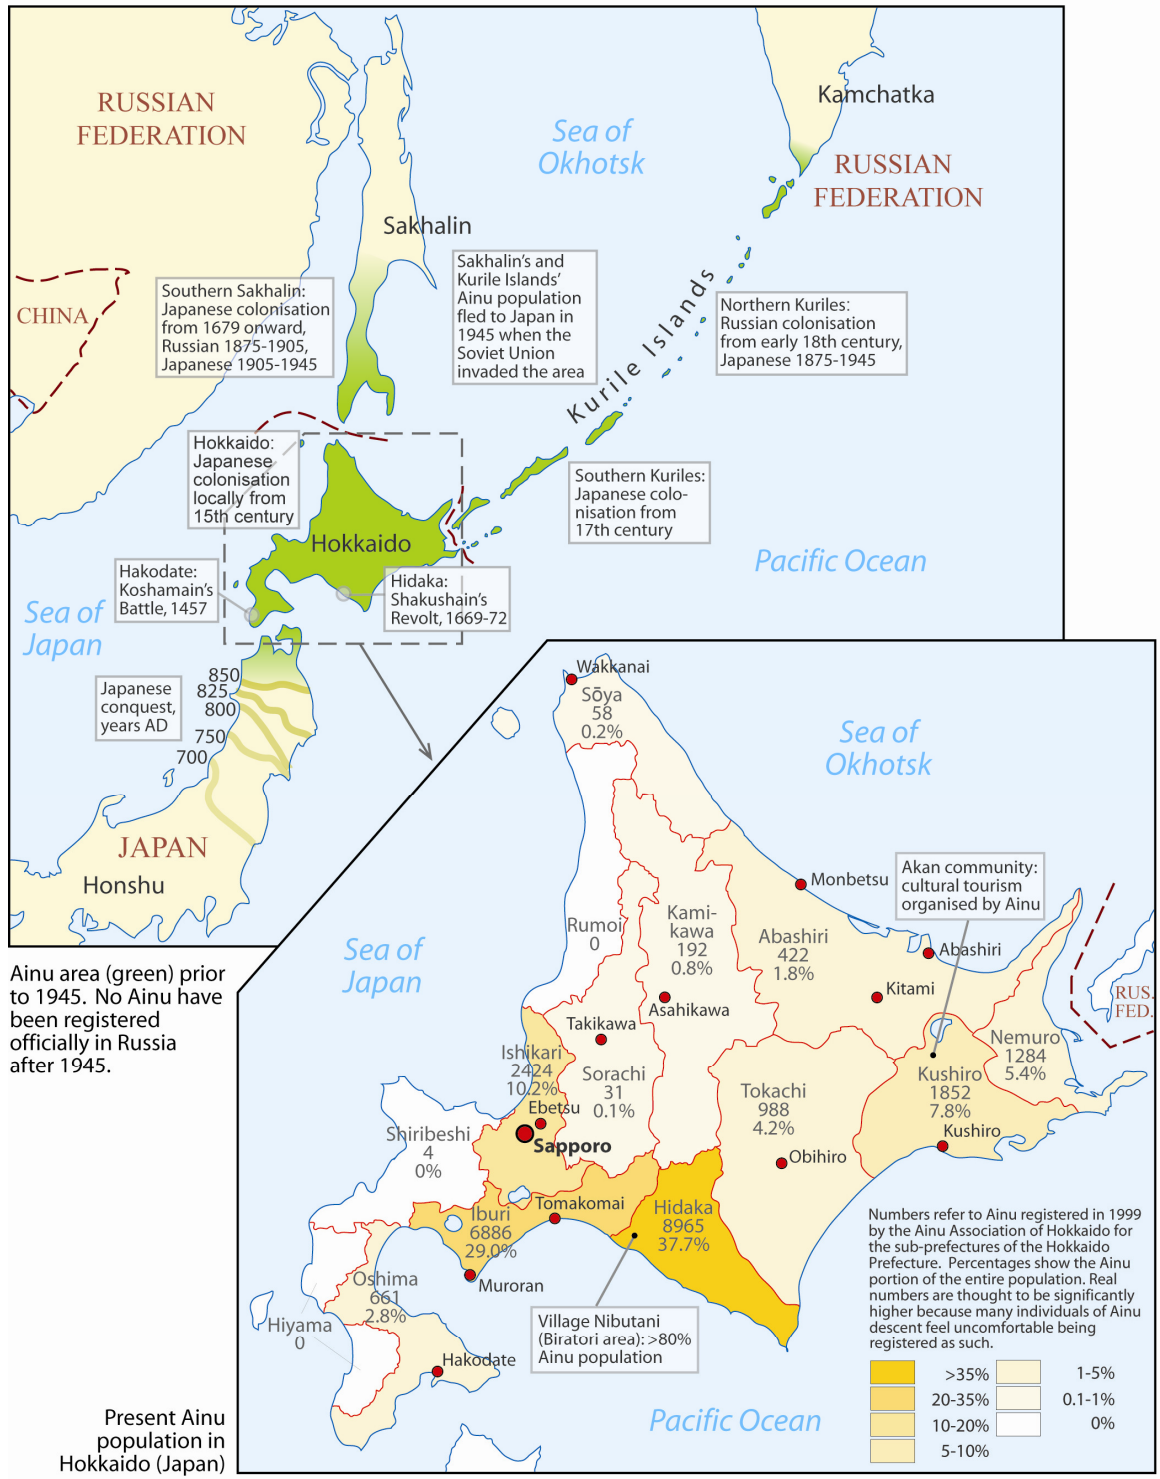 RUSSIAN
FEDERATION
Sea of
Okhotsk
Kamchatka
RUSSIAN
FEDERATION
Sakhalin
CHINA
Southern Sakhalin:
Japanese colonisation
from 1679 onward,
Russian 1875-1905,
Japanese 1905-1945
Sakhalin's and
Kurile Islands'
Ainu population
fled to Japan in
1945 when the
Soviet Union
invaded the area
Kurile Islands
Northern Kuriles:
Russian colonisation
from early 18th century,
Japanese 1875-1945
Hokkaido:
Japanese
colonisation
locally from
15th century
Southern Kuriles:
Japanese colo-
nisation from
17th century
Hokkaido
Pacific Ocean
Hakodate:
Koshamain's
Battle, 1457
Hidaka:
Shakushain's
Revolt, 1669-72
Sea of
Japan
Japanese
conquest,
years AD
850
825
800
750
700
JAPAN
Honshu
Ainu area (green) prior
to 1945. No Ainu have
been registered
officially in Russia
after 1945.
Wakkanai
Sōya
58
0.2%
Sea of
Okhotsk
Monbetsu
Akan community:
cultural tourism
organised by Ainu
Sea of
Japan
Rumoi
0
Kami-
kawa
192
0.8%
Asahikawa
Abashiri
422
1.8%
Abashiri
Kitami
RUS.
FED.
Takikawa
Ishikari
2424
10.2%
Ebetsu
Sapporo
Sorachi
31
0.1%
Tokachi
988
4.2%
Obihiro
Nemuro
1284
5.4%
Kushiro
1852
7.8%
Kushiro
Shiribeshi
4
0%
Iburi
6886
29.0%
Tomakomai
Muroran
Hidaka
8965
37.7%
Oshima
661
2.8%
Hiyama
0
Hakodate
Village Nibutani
(Biratori area): >80%
Ainu population
Pacific Ocean
Numbers refer to Ainu registered in 1999
by the Ainu Association of Hokkaido for
the sub-prefectures of the Hokkaido
Prefecture. Percentages show the Ainu
portion of the entire population. Real
numbers are thought to be significantly
higher because many individuals of Ainu
descent feel uncomfortable being
registered as such.
>35%
20-35%
10-20%
5-10%
1-5%
0.1-1%
0%
Present Ainu
population in
Hokkaido (Japan)